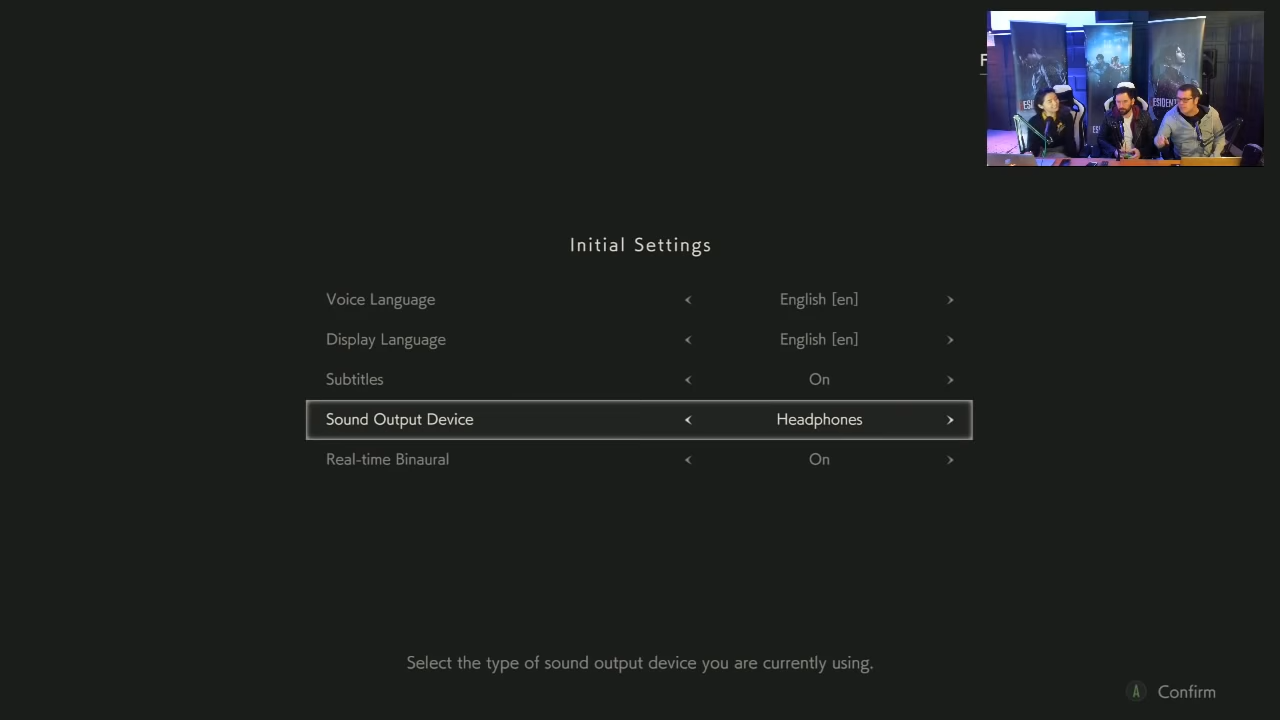 F
Initial Settings
Voice Language English [en]
Display Language English [en]
Subtitles On
Sound Output Device Headphones
Real-time Binaural On
Select the type of sound output device you are currently using.
A Confirm